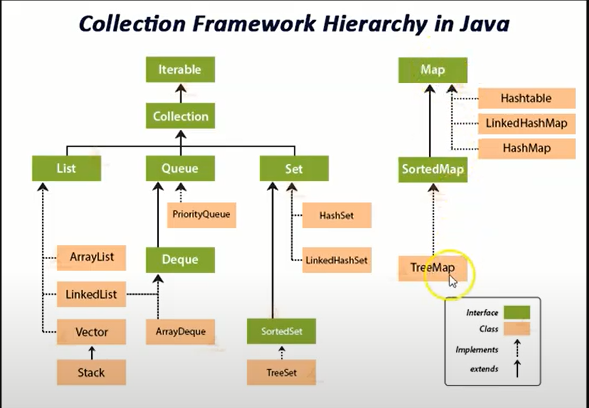 Collection Framework Hierarchy in Java
Iterable
Map
Hashtable
Collection
LinkedHashMap
HashMap
List
Queue
Set
SortedMap
PriorityQueue
HashSet
ArrayList
Deque
LinkedHashSet
TreeMap
LinkedList
Interface
Vector
ArrayDeque
SortedSet
Class
Implements
Stack
TreeSet
extends